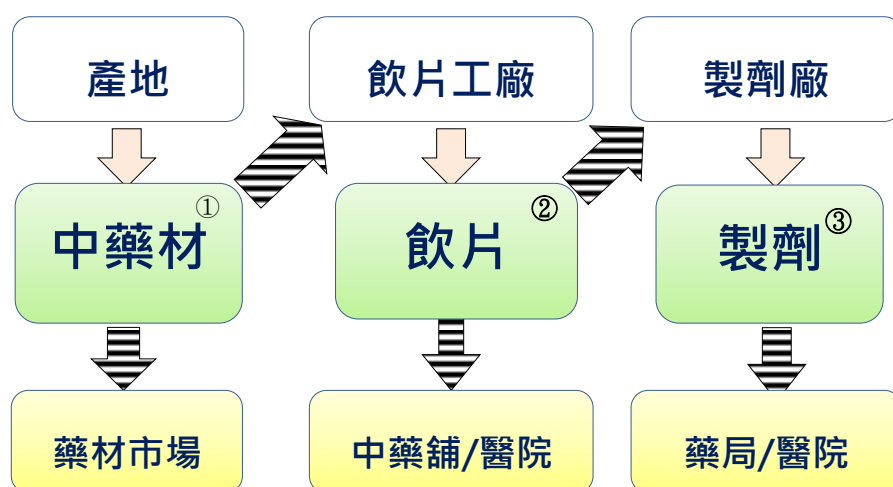 產地
飲片工廠
製劑廠
中藥材①
飲片②
製劑③
藥材市場
中藥舖/醫院
藥局/醫院